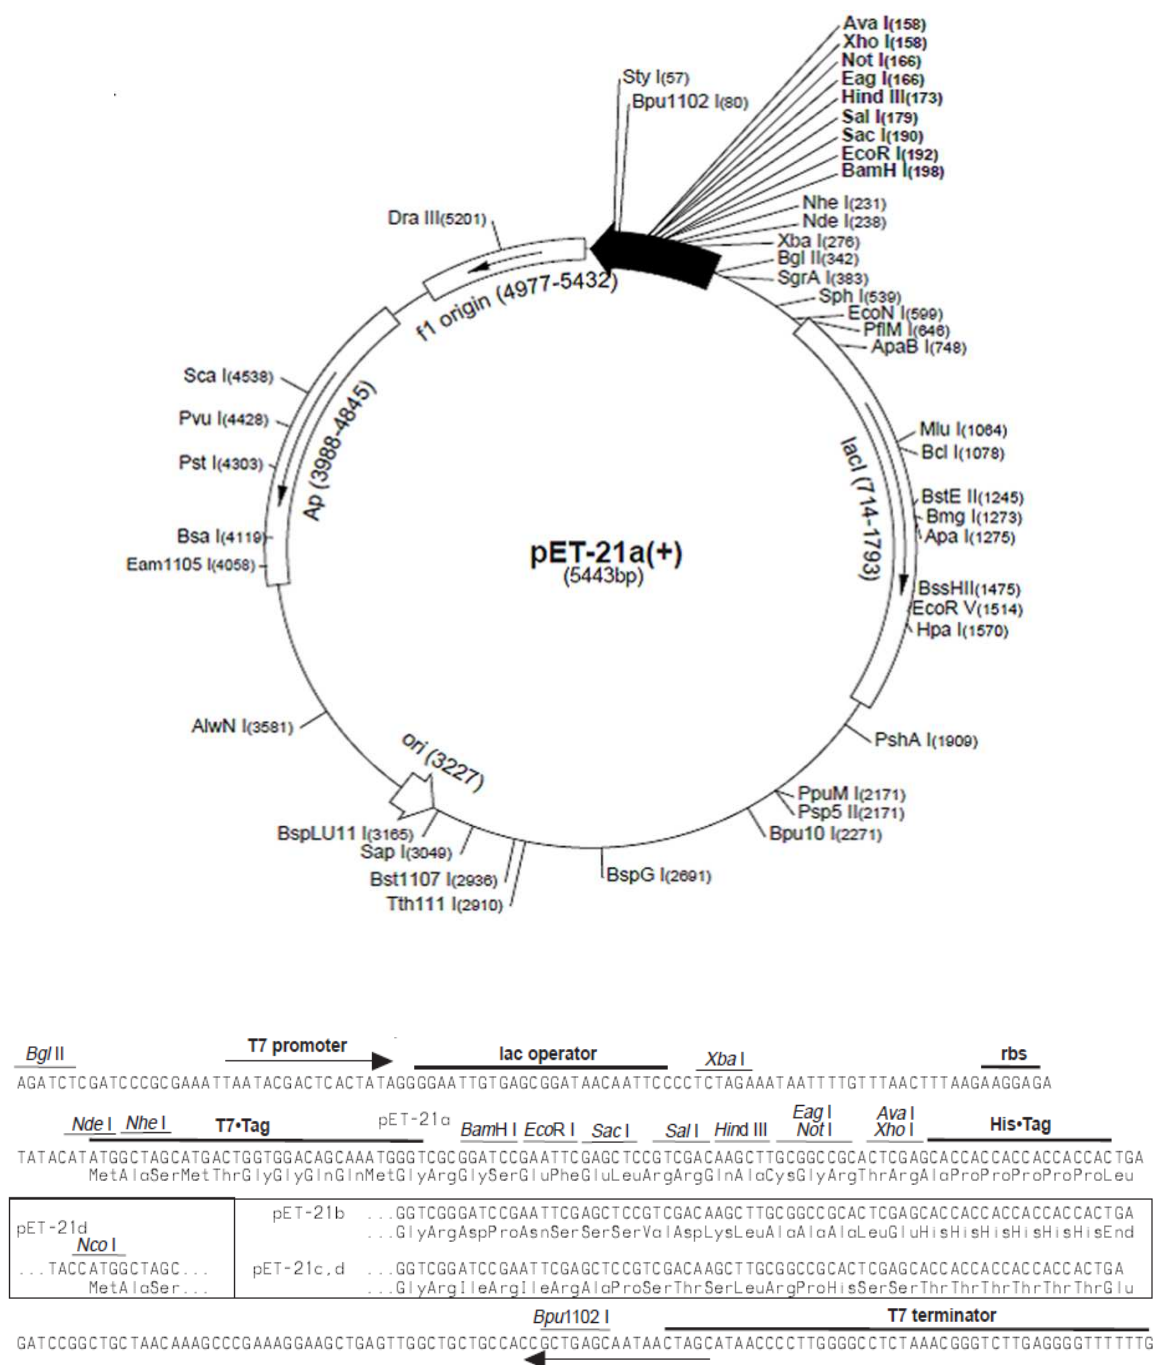 Ava I(158)
Xho I(158)
Not I(166)
Eag I(166)
Hind III(173)
Sal I(179)
Sac I(190)
EcoR I(192)
BamH I(198)
Sty I(57)
Bpu1102 I(80)
Nhe I(231)
Nde I(238)
Xba I(276)
Bgl II(342)
SgrA I(383)
Sph I(539)
EcoN I(599)
PflM I(646)
ApaB I(748)
Dra III(5201)
f1 origin (4977-5432)
Sca I(4538)
Pvu I(4428)
Pst I(4303)
Bsa I(4119)
Eam1105 I(4058)
Ap (3988-4845)
lacI (714-1793)
Mlu I(1064)
Bcl I(1078)
BstE II(1245)
Bmg I(1273)
Apa I(1275)
BssHII(1475)
EcoR V(1514)
Hpa I(1570)
pET-21a(+)
(5443bp)
AlwN I(3581)
ori (3227)
PshA I(1909)
PpuM I(2171)
Psp5 II(2171)
Bpu10 I(2271)
BspLU11 I(3165)
Sap I(3049)
Bst1107 I(2936)
Tth111 I(2910)
BspG I(2691)
Bgl II T7 promoter lac operator Xba I rbs
AGATCTCGATCCCGCGAAATTAATACGACTCACTATAGGGGAATTGTGAGCGGATAACAATTCCCCTCTAGAAATAATTTTGTTTAACTTTAAGAAGGAGA
Nde I Nhe I T7•Tag pET-21a BamH I EcoR I Sac I Sal I Hind III Eag I Not I Ava I Xho I His•Tag
TATACATATGGCTAGCATGACTGGTGGACAGCAAATGGGTCGCGGATCCGAATTCGAGCTCCGTCGACAAGCTTGCGGCCGCACTCGAGCACCACCACCACCACCACTGA
MetAlaSerMetThrGlyGlyGlnGlnMetGlyArgGlySerGluPheGluLeuArgArgGlnAlaCysGlyArgThrArgAlaProProProProProLeu
pET-21b ...GGTCGGGATCCGAATTCGAGCTCCGTCGACAAGCTTGCGGCCGCACTCGAGCACCACCACCACCACCACTGA
...GlyArgAspProAsnSerSerSerValAspLysLeuAlaAlaAlaLeuGluHisHisHisHisHisHisEnd
pET-21d
Nco I
...TACCATGGCTAGC...
MetAlaSer...
pET-21c,d ...GGTCGGATCCGAATTCGAGCTCCGTCGACAAGCTTGCGGCCGCACTCGAGCACCACCACCACCACCACTGA
...GlyArgIleArgIleArgAlaProSerThrSerLeuArgProHisSerSerThrThrThrThrThrThrGlu
Bpu1102 I T7 terminator
GATCCGGCTGCTAACAAAGCCCGAAAGGAAGCTGAGTTGGCTGCTGCCACCGCTGAGCAATAACTAGCATAACCCCTTGGGGCCTCTAAACGGGTCTTGAGGGGTTTTTTG